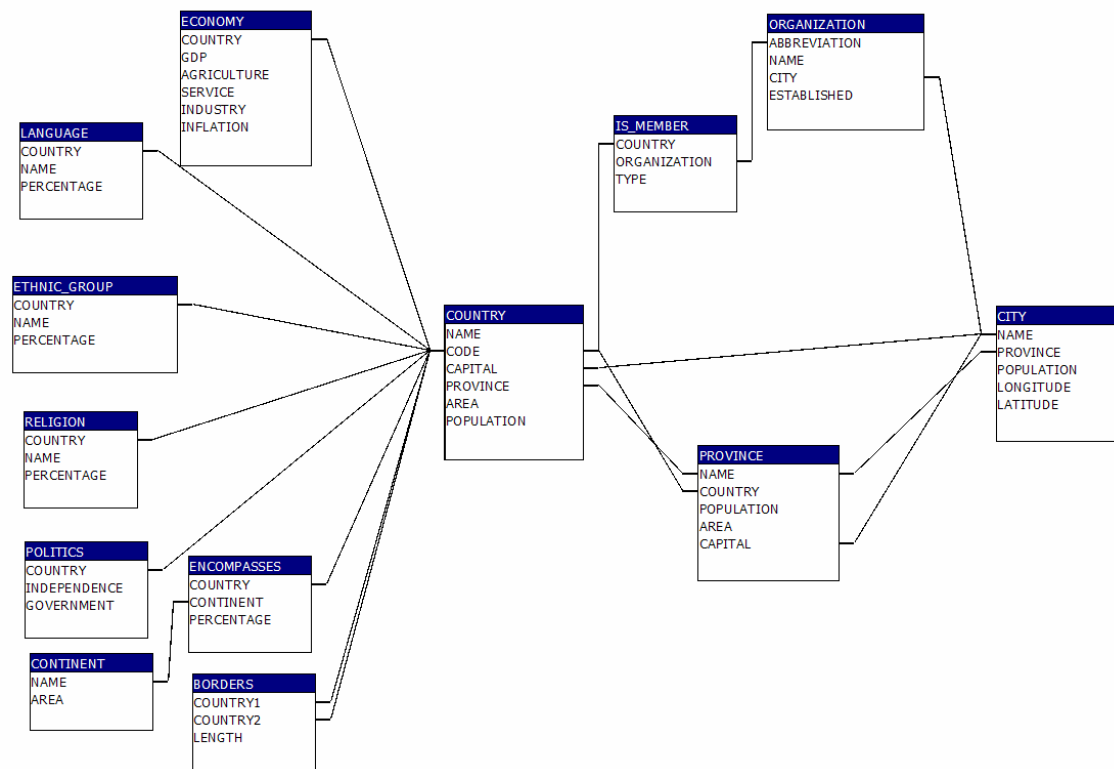 ECONOMY
COUNTRY
GDP
AGRICULTURE
SERVICE
INDUSTRY
INFLATION
ORGANIZATION
ABBREVIATION
NAME
CITY
ESTABLISHED
LANGUAGE
COUNTRY
NAME
PERCENTAGE
IS_MEMBER
COUNTRY
ORGANIZATION
TYPE
ETHNIC_GROUP
COUNTRY
NAME
PERCENTAGE
COUNTRY
NAME
CODE
CAPITAL
PROVINCE
AREA
POPULATION
CITY
NAME
PROVINCE
POPULATION
LONGITUDE
LATITUDE
RELIGION
COUNTRY
NAME
PERCENTAGE
PROVINCE
NAME
COUNTRY
POPULATION
AREA
CAPITAL
POLITICS
COUNTRY
INDEPENDENCE
GOVERNMENT
ENCOMPASSES
COUNTRY
CONTINENT
PERCENTAGE
CONTINENT
NAME
AREA
BORDERS
COUNTRY1
COUNTRY2
LENGTH